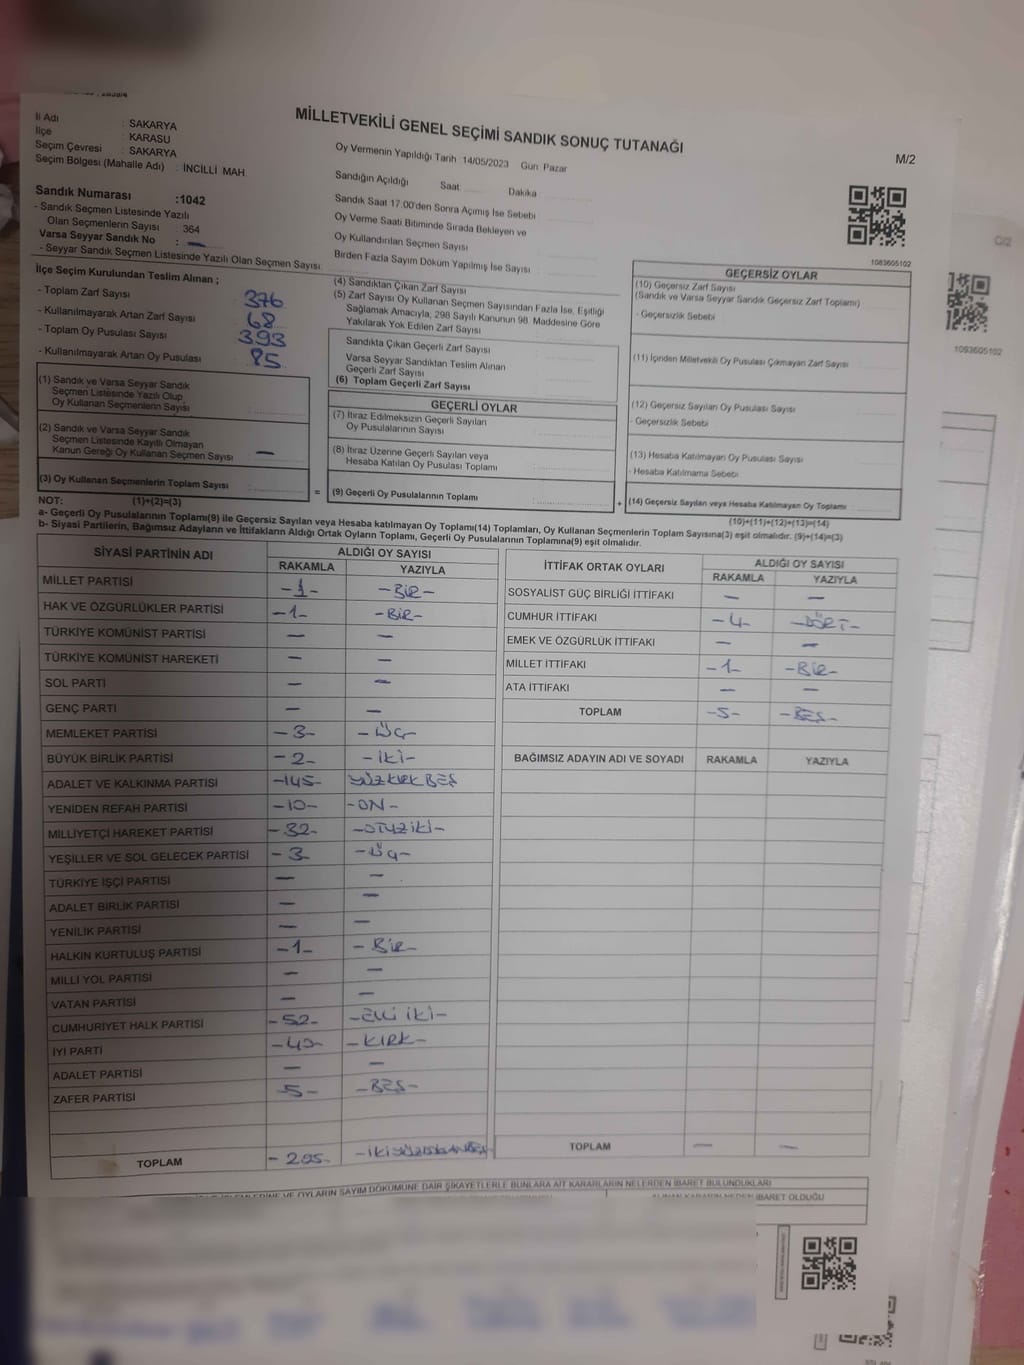 MİLLETVEKİLİ GENEL SEÇİMİ SANDIK SONUÇ TUTANAĞI
M/2
İli Adı : SAKARYA
İlçe : KARASU
Seçim Çevresi : SAKARYA
Seçim Bölgesi (Mahalle Adı) : İNCİLLİ MAH
Sandık Numarası : 1042
- Sandık Seçmen Listesinde Yazılı
Olan Seçmenlerin Sayısı : 364
Varsa Seyyar Sandık No : —
- Seyyar Sandık Seçmen Listesinde Yazılı Olan Seçmen Sayısı
Oy Vermenin Yapıldığı Tarih 14/05/2023 Gün: Pazar
Sandığın Açıldığı Saat Dakika
Sandık Saat 17.00'den Sonra Açımış İse Sebebi
Oy Verme Saati Bitiminde Sırada Bekleyen ve
Oy Kullandırılan Seçmen Sayısı
Birden Fazla Sayım Döküm Yapılmış İse Sayısı
1083605102
İlçe Seçim Kurulundan Teslim Alınan ;
- Toplam Zarf Sayısı 376
- Kullanılmayarak Artan Zarf Sayısı 68
- Toplam Oy Pusulası Sayısı 393
- Kullanılmayarak Artan Oy Pusulası 85
(1) Sandık ve Varsa Seyyar Sandık
Seçmen Listesinde Yazılı Olup
Oy Kullanan Seçmenlerin Sayısı
(2) Sandık ve Varsa Seyyar Sandık
Seçmen Listesinde Kayıtlı Olmayan
Kanun Gereği Oy Kullanan Seçmen Sayısı —
(3) Oy Kullanan Seçmenlerin Toplam Sayısı
(4) Sandıktan Çıkan Zarf Sayısı
(5) Zarf Sayısı Oy Kullanan Seçmen Sayısından Fazla İse, Eşitliği
Sağlamak Amacıyla, 298 Sayılı Kanunun 98. Maddesine Göre
Yakılarak Yok Edilen Zarf Sayısı
Sandıkta Çıkan Geçerli Zarf Sayısı
Varsa Seyyar Sandıktan Teslim Alınan
Geçerli Zarf Sayısı
(6) Toplam Geçerli Zarf Sayısı
GEÇERLİ OYLAR
(7) İtiraz Edilmeksizin Geçerli Sayılan
Oy Pusulalarının Sayısı
(8) İtiraz Üzerine Geçerli Sayılan veya
Hesaba Katılan Oy Pusulası Toplamı
= (9) Geçerli Oy Pusulalarının Toplamı +
GEÇERSİZ OYLAR
(10) Geçersiz Zarf Sayısı
(Sandık ve Varsa Seyyar Sandık Geçersiz Zarf Toplamı)
- Geçersizlik Sebebi
(11) İçinden Milletvekili Oy Pusulası Çıkmayan Zarf Sayısı
(12) Geçersiz Sayılan Oy Pusulası Sayısı
- Geçersizlik Sebebi
(13) Hesaba Katılmayan Oy Pusulası Sayısı
- Hesaba Katılmama Sebebi
(14) Geçersiz Sayılan veya Hesaba Katılmayan Oy Toplamı
NOT: (1)+(2)=(3) (10)+(11)+(12)+(13)=(14)
a- Geçerli Oy Pusulalarının Toplamı(9) ile Geçersiz Sayılan veya Hesaba katılmayan Oy Toplamı(14) Toplamları, Oy Kullanan Seçmenlerin Toplam Sayısına(3) eşit olmalıdır. (9)+(14)=(3)
b- Siyasi Partilerin, Bağımsız Adayların ve İttifakların Aldığı Ortak Oyların Toplamı, Geçerli Oy Pusulalarının Toplamına(9) eşit olmalıdır.
SİYASİ PARTİNİN ADI ALDIĞI OY SAYISI
RAKAMLA YAZIYLA
MİLLET PARTİSİ -1- -BİR-
HAK VE ÖZGÜRLÜKLER PARTİSİ -1- -BİR-
TÜRKİYE KOMÜNİST PARTİSİ — —
TÜRKİYE KOMÜNİST HAREKETİ — —
SOL PARTİ — —
GENÇ PARTİ — —
MEMLEKET PARTİSİ -3- -ÜÇ-
BÜYÜK BİRLİK PARTİSİ -2- -İKİ-
ADALET VE KALKINMA PARTİSİ -145- YÜZ KIRK BEŞ
YENİDEN REFAH PARTİSİ -10- -ON-
MİLLİYETÇİ HAREKET PARTİSİ -32- -OTUZ İKİ-
YEŞİLLER VE SOL GELECEK PARTİSİ -3- -ÜÇ-
TÜRKİYE İŞÇİ PARTİSİ — —
ADALET BİRLİK PARTİSİ — —
YENİLİK PARTİSİ — —
HALKIN KURTULUŞ PARTİSİ -1- -BİR-
MİLLİ YOL PARTİSİ — —
VATAN PARTİSİ — —
CUMHURİYET HALK PARTİSİ -52- -ELLİ İKİ-
İYİ PARTİ -40- -KIRK-
ADALET PARTİSİ — —
ZAFER PARTİSİ -5- -BEŞ-
TOPLAM -295-
İTTİFAK ORTAK OYLARI ALDIĞI OY SAYISI
RAKAMLA YAZIYLA
SOSYALİST GÜÇ BİRLİĞİ İTTİFAKI — —
CUMHUR İTTİFAKI -4- -DÖRT-
EMEK VE ÖZGÜRLÜK İTTİFAKI — —
MİLLET İTTİFAKI -1- -BİR-
ATA İTTİFAKI — —
TOPLAM -5- -BEŞ-
BAĞIMSIZ ADAYIN ADI VE SOYADI RAKAMLA YAZIYLA
TOPLAM — —
OYLARIN SAYIM DÖKÜMÜNE DAİR ŞİKAYETLERLE BUNLARA AİT KARARLARIN NELERDEN İBARET BULUNDUKLARI
ALINAN KARARIN NEDEN İBARET OLDUĞU
1093605102